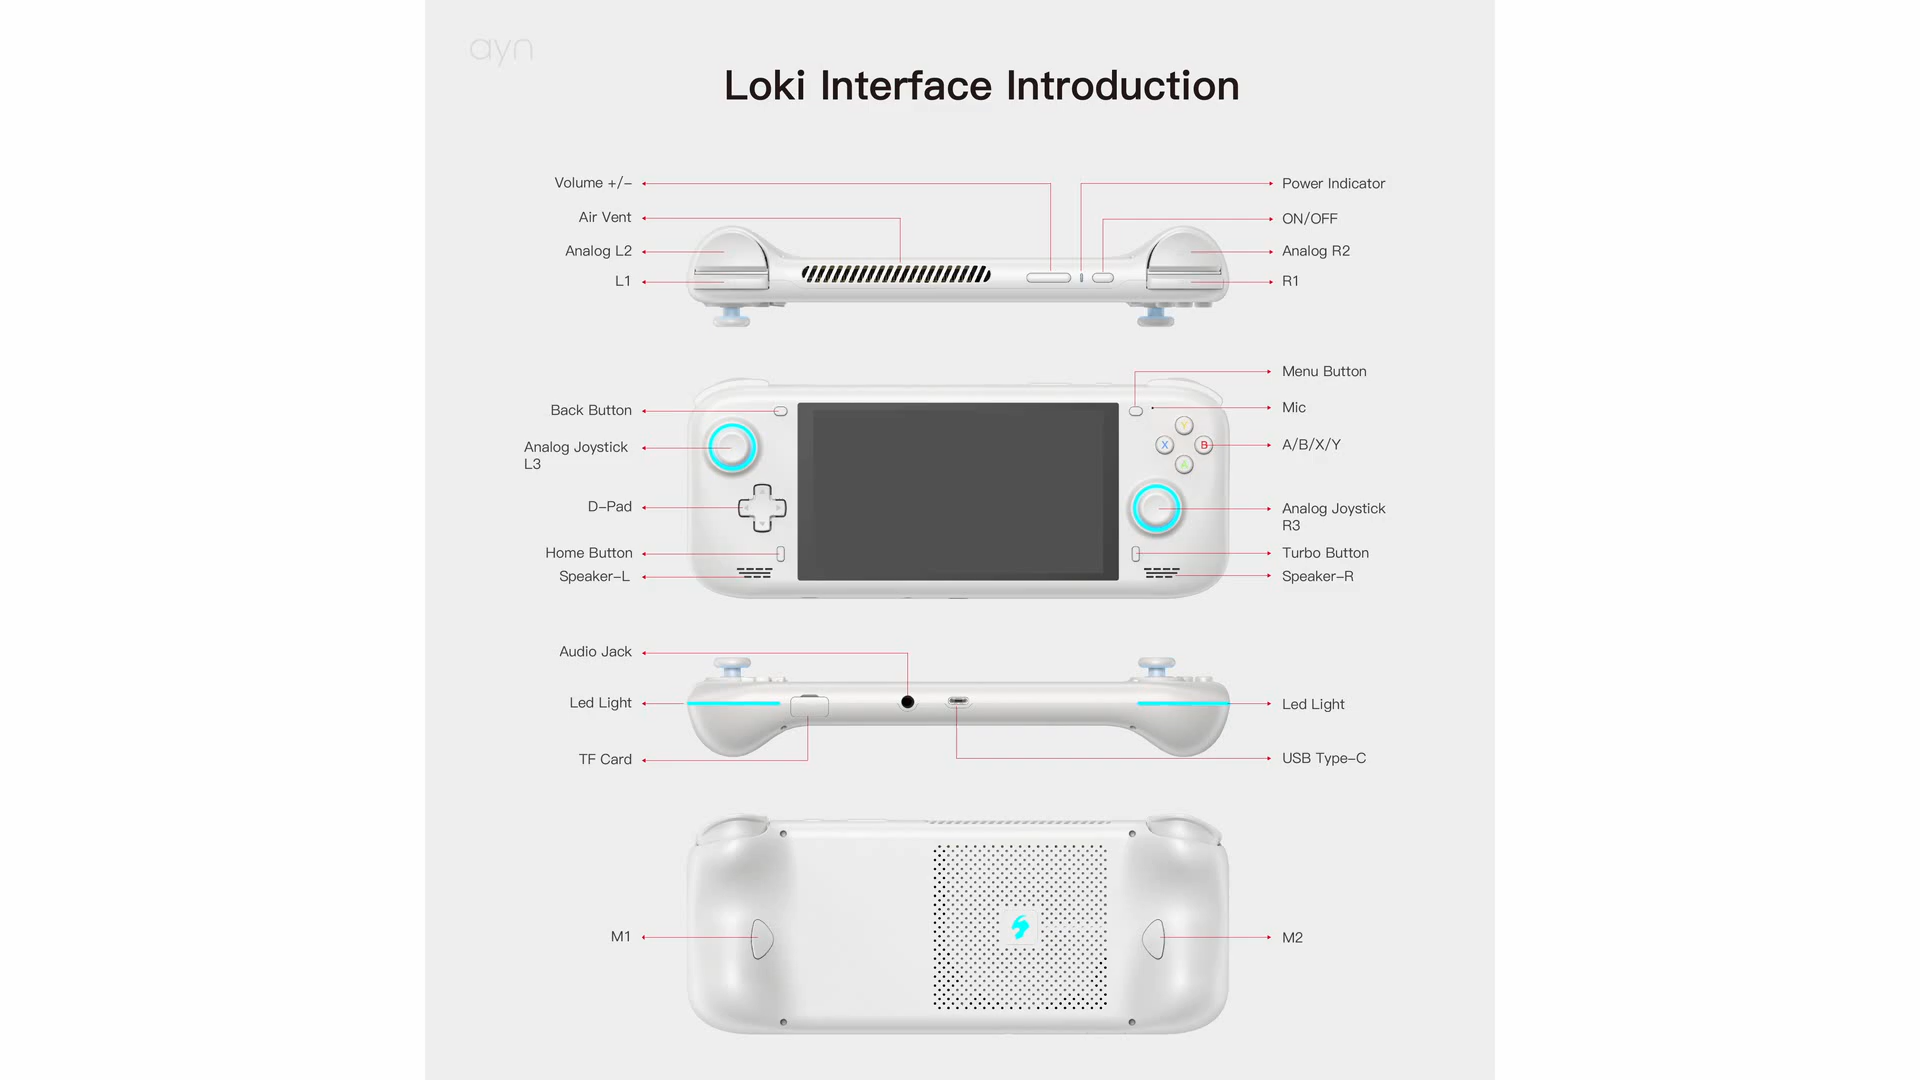 ayn
Loki Interface Introduction
Volume +/–
Power Indicator
Air Vent
ON/OFF
Analog L2
Analog R2
L1
R1
Menu Button
Back Button
Mic
Analog Joystick
L3
A/B/X/Y
Y
X
B
A
D–Pad
Analog Joystick
R3
Home Button
Turbo Button
Speaker–L
Speaker–R
Audio Jack
Led Light
Led Light
TF Card
USB Type–C
M1
M2